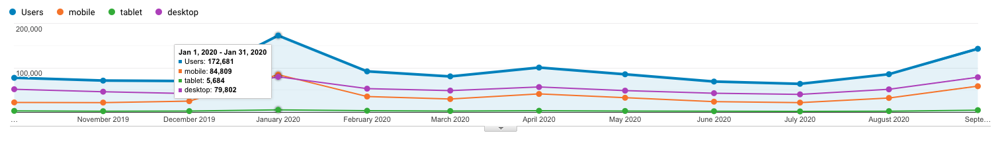 Users mobile tablet desktop
200,000
Jan 1, 2020 - Jan 31, 2020
Users: 172,681
100,000
mobile: 84,809
tablet: 5,684
desktop: 79,802
… November 2019 December 2019 January 2020 February 2020 March 2020 April 2020 May 2020 June 2020 July 2020 August 2020 Septe…